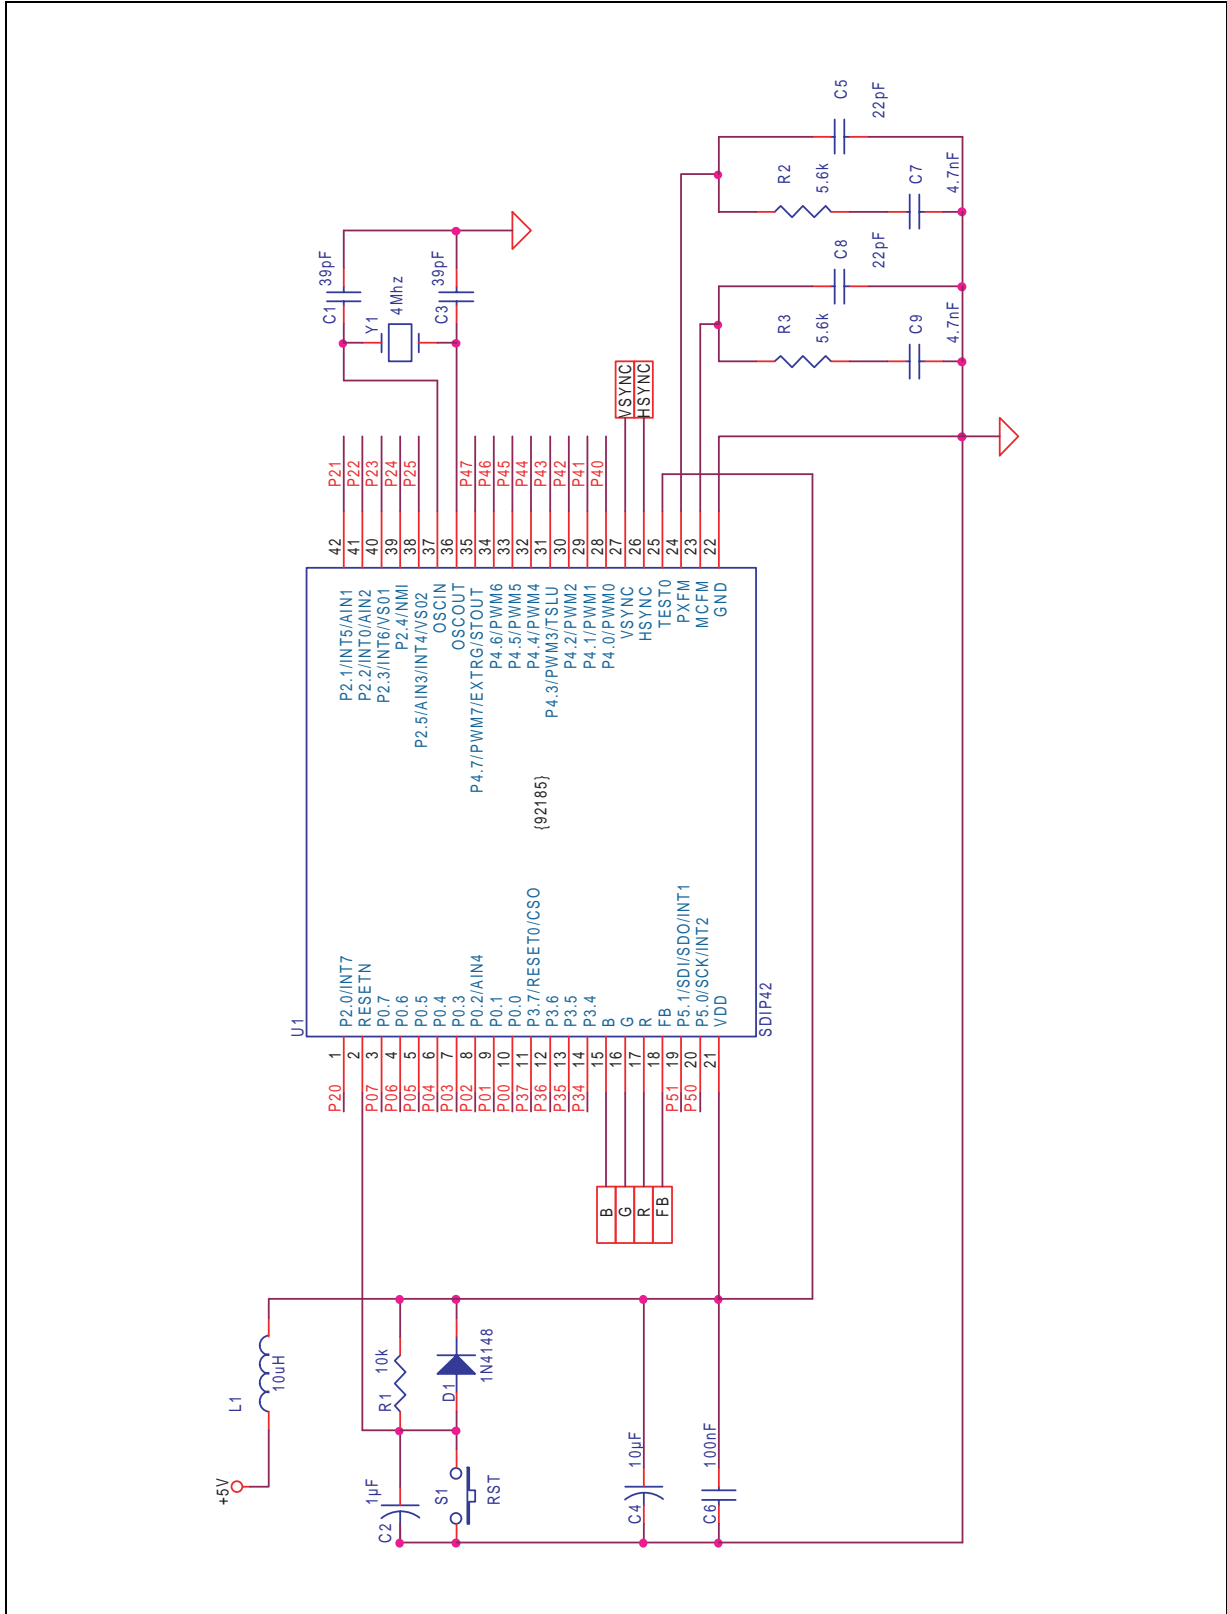 +5V
L1
10uH
R1
10k
D1
1N4148
C2
1µF
S1
RST
C4
10µF
C6
100nF
B
G
R
FB
U1
SDIP42
{92185}
P20 1 P2.0/INT7
2 RESETN
P07 3 P0.7
P06 4 P0.6
P05 5 P0.5
P04 6 P0.4
P03 7 P0.3
P02 8 P0.2/AIN4
P01 9 P0.1
P00 10 P0.0
P37 11 P3.7/RESET0/CSO
P36 12 P3.6
P35 13 P3.5
P34 14 P3.4
15 B
16 G
17 R
18 FB
P51 19 P5.1/SDI/SDO/INT1
P50 20 P5.0/SCK/INT2
21 VDD
P2.1/INT5/AIN1 42 P21
P2.2/INT0/AIN2 41 P22
P2.3/INT6/VS01 40 P23
P2.4/NMI 39 P24
P2.5/AIN3/INT4/VS02 38 P25
OSCIN 37
OSCOUT 36
P4.7/PWM7/EXTRG/STOUT 35 P47
P4.6/PWM6 34 P46
P4.5/PWM5 33 P45
P4.4/PWM4 32 P44
P4.3/PWM3/TSLU 31 P43
P4.2/PWM2 30 P42
P4.1/PWM1 29 P41
P4.0/PWM0 28 P40
VSYNC 27
HSYNC 26
TEST0 25
PXFM 24
MCFM 23
GND 22
VSYNC
HSYNC
C1
39pF
Y1
4Mhz
C3
39pF
R2
5.6k
C5
22pF
C7
4.7nF
R3
5.6k
C8
22pF
C9
4.7nF